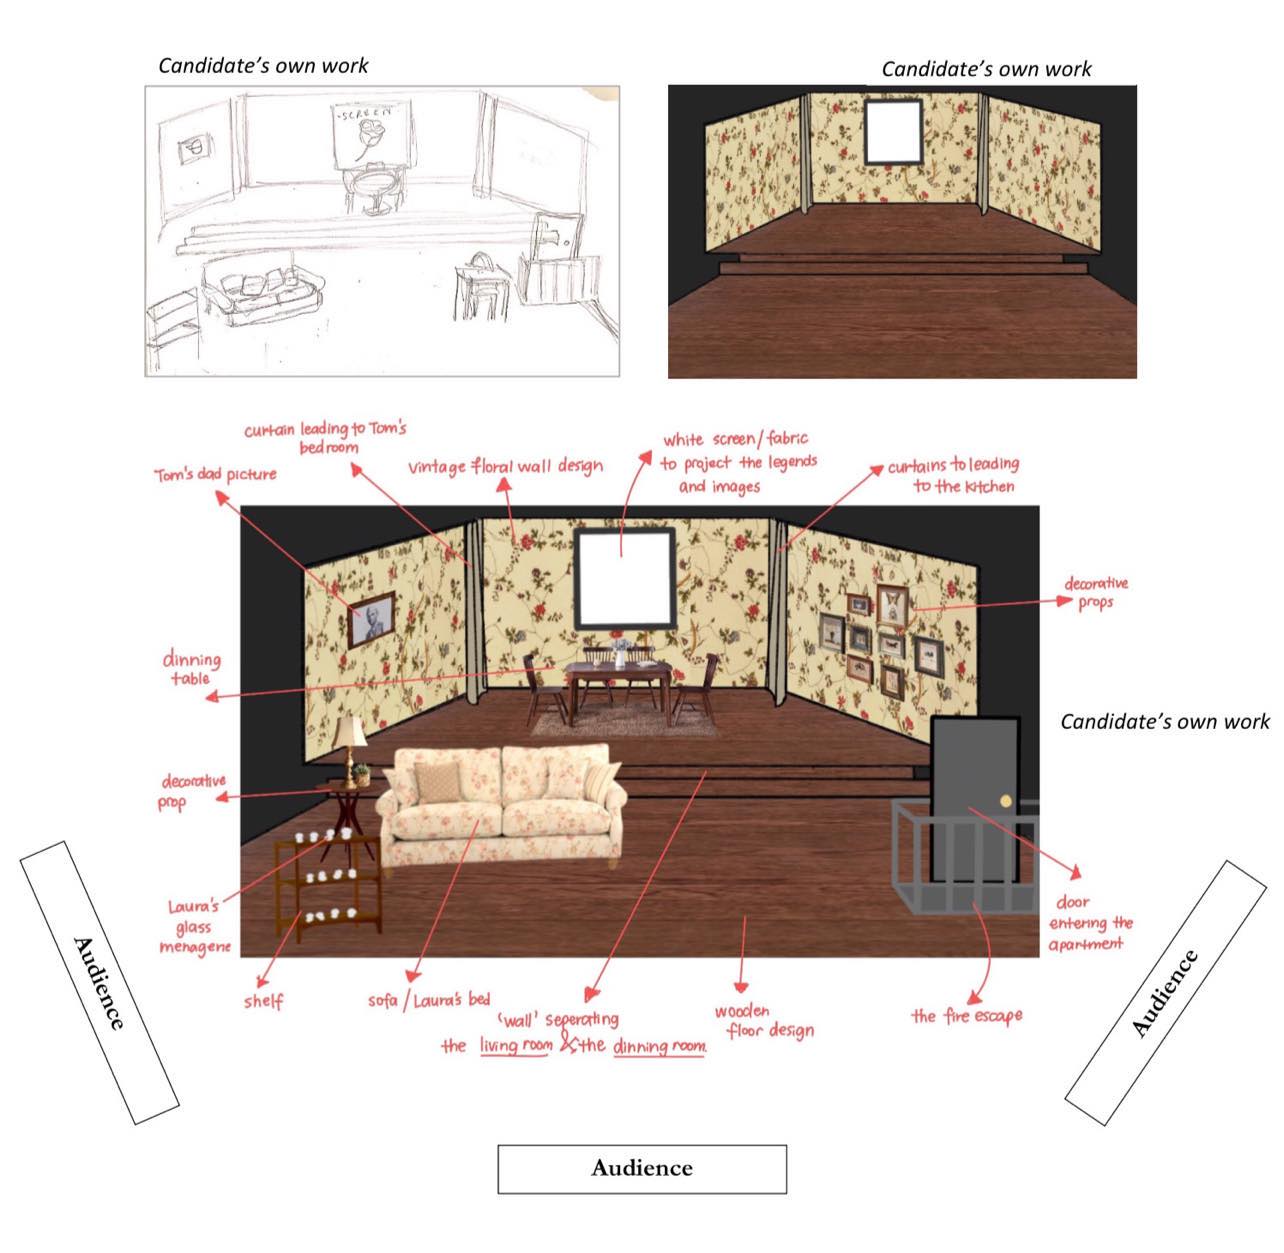 Candidate's own work
Candidate's own work
-SCREEN
curtain leading to Tom's
bedroom
Tom's dad picture
vintage floral wall design
white screen/fabric
to project the legends
and images
curtains to leading
to the kitchen
decorative
props
dinning
table
Candidate's own work
decorative
prop
Laura's
glass
menagerie
door
entering the
apartment
Audience
Audience
shelf
sofa/Laura's bed
'wall' seperating
the living room & the dinning room.
wooden
floor design
the fire escape
Audience